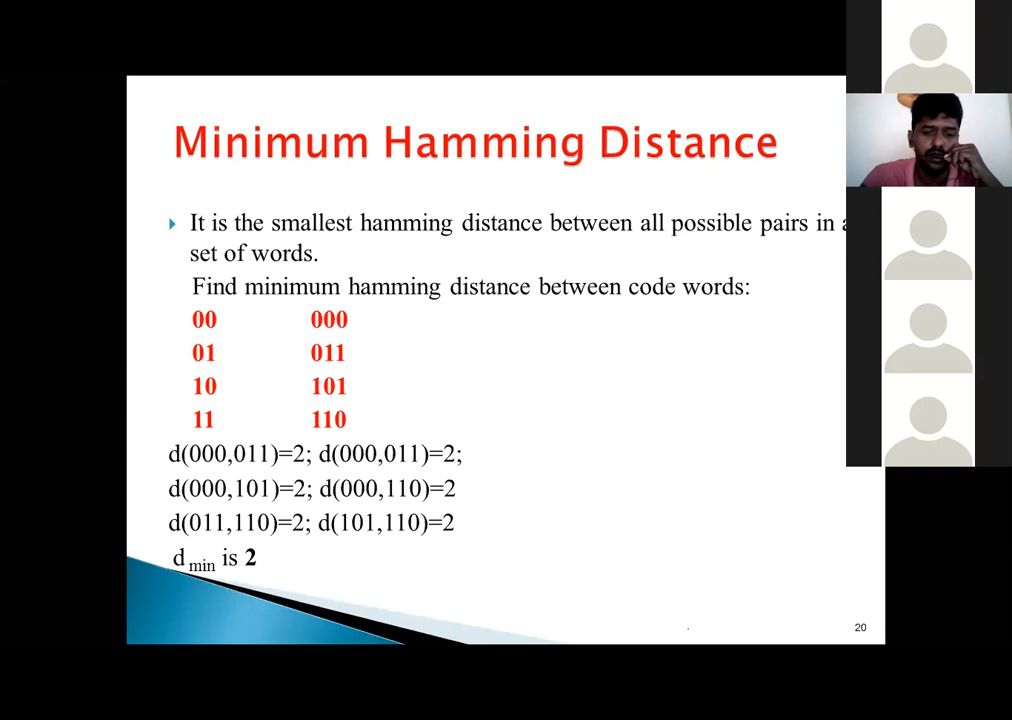 Minimum Hamming Distance
It is the smallest hamming distance between all possible pairs in a
set of words.
Find minimum hamming distance between code words:
00 000
01 011
10 101
11 110
d(000,011)=2; d(000,011)=2;
d(000,101)=2; d(000,110)=2
d(011,110)=2; d(101,110)=2
d min is 2
20